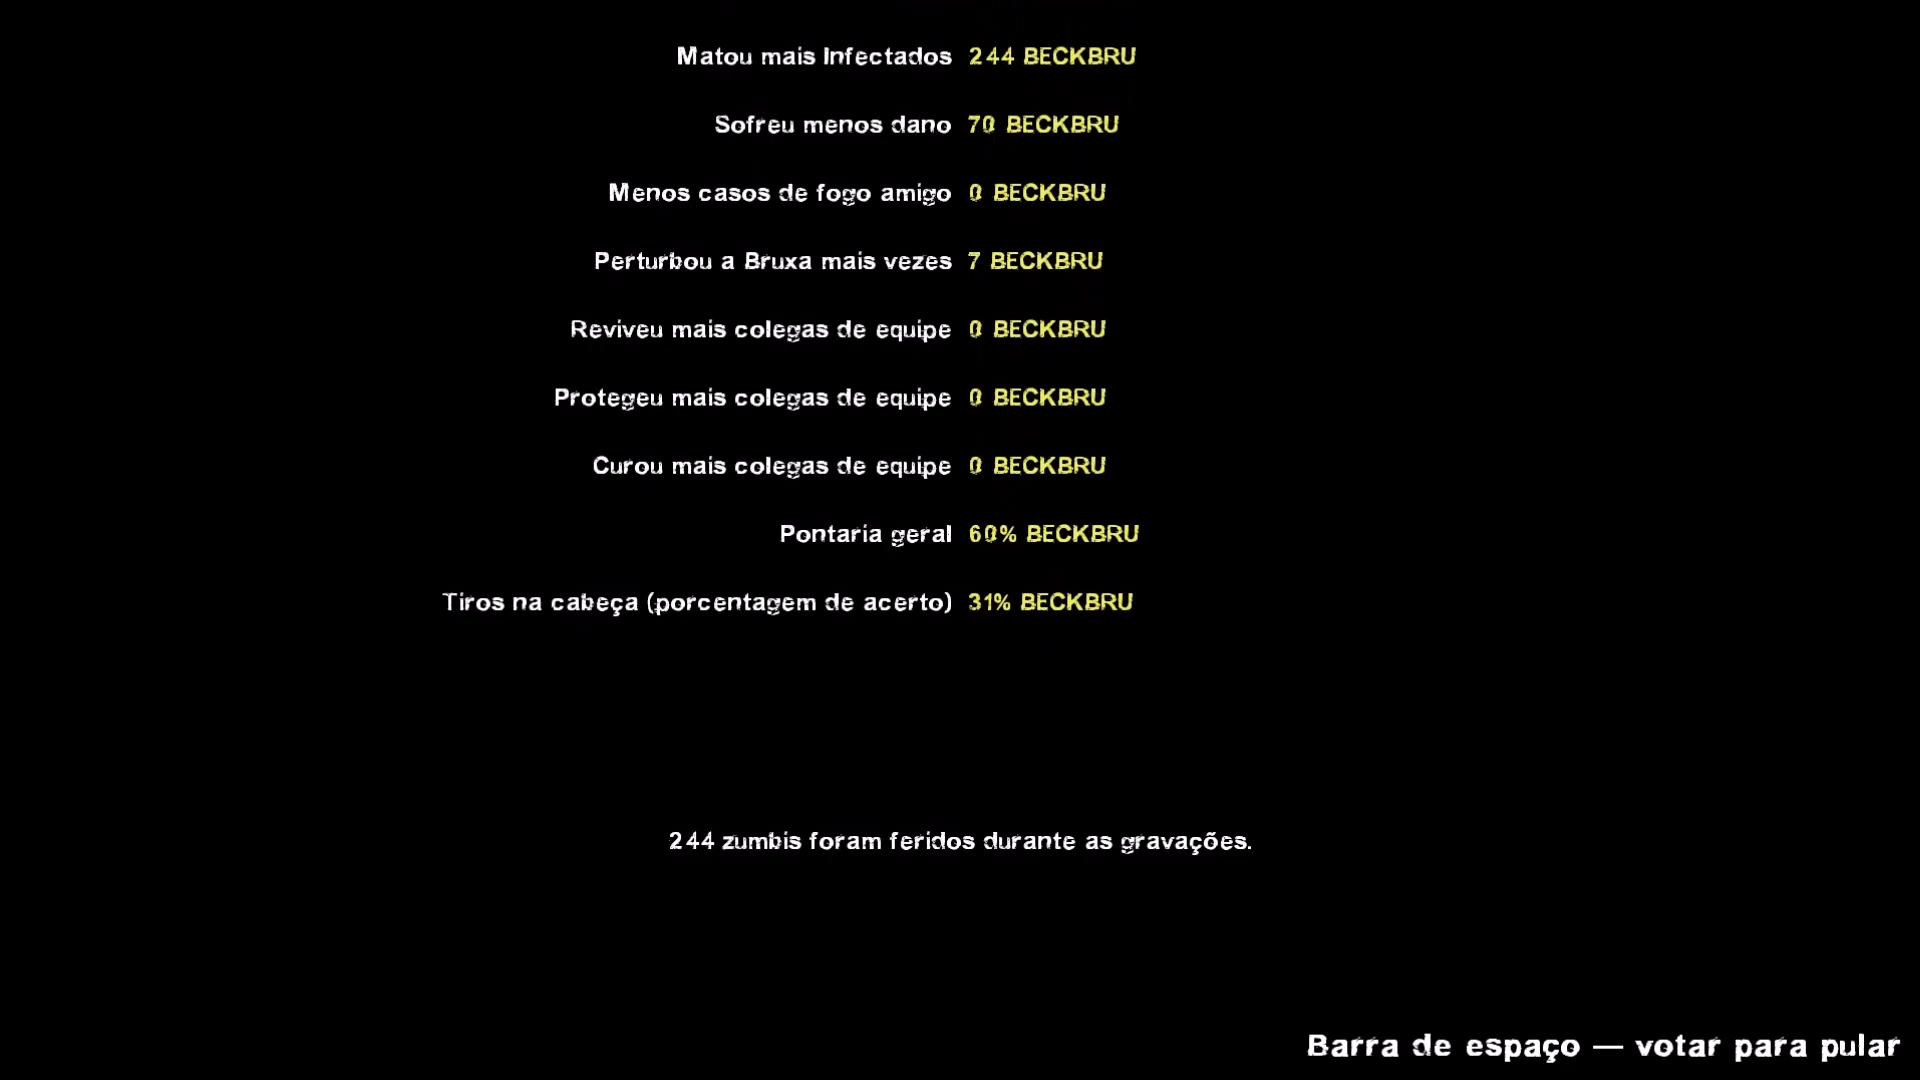 Matou mais Infectados 244 BECKBRU
Sofreu menos dano 70 BECKBRU
Menos casos de fogo amigo 0 BECKBRU
Perturbou a Bruxa mais vezes 7 BECKBRU
Reviveu mais colegas de equipe 0 BECKBRU
Protegeu mais colegas de equipe 0 BECKBRU
Curou mais colegas de equipe 0 BECKBRU
Pontaria geral 60% BECKBRU
Tiros na cabeça (porcentagem de acerto) 31% BECKBRU
244 zumbis foram feridos durante as gravações.
Barra de espaço — votar para pular